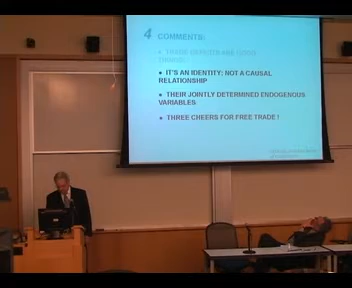 4 COMMENTS:
TRADE DEFICITS ARE GOOD
THINGS!
IT'S AN IDENTITY; NOT A CAUSAL
RELATIONSHIP
THEIR JOINTLY DETERMINED ENDOGENOUS
VARIABLES
THREE CHEERS FOR FREE TRADE !